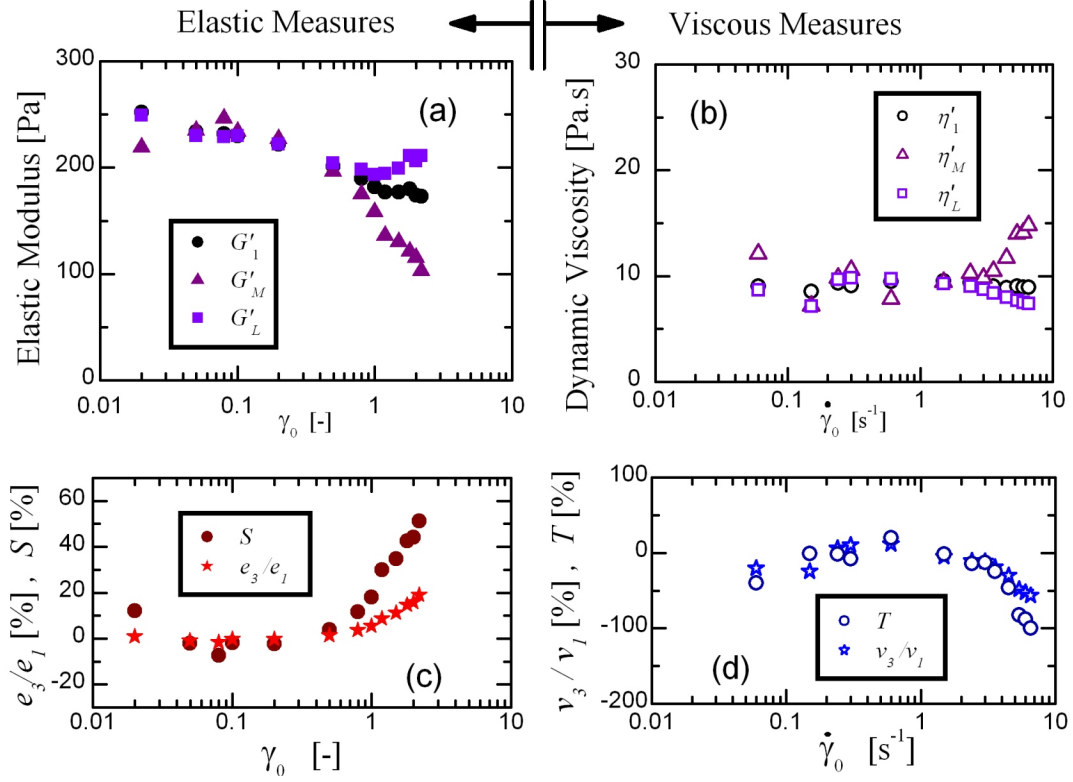 Elastic Measures
Viscous Measures
Elastic Modulus [Pa]
300
200
100
0
(a)
G′1
G′M
G′L
0.01
0.1
1
10
γ0 [-]
Dynamic Viscosity [Pa.s]
30
20
10
0
(b)
η′1
η′M
η′L
0.01
0.1
1
10
γ̇0 [s-1]
e3/e1 [%] , S [%]
60
40
20
0
-20
S
e3/e1
(c)
0.01
0.1
1
10
γ0 [-]
v3 / v1 [%] , T [%]
100
0
-100
-200
T
v3/v1
(d)
0.01
0.1
1
10
γ̇0 [s-1]